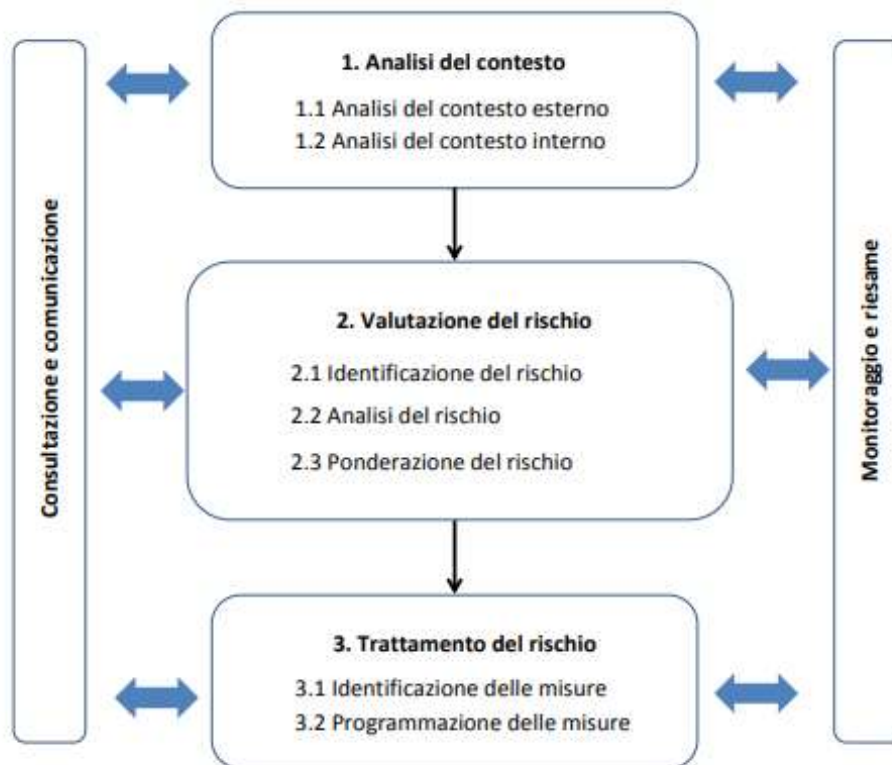 Consultazione e comunicazione
1. Analisi del contesto
1.1 Analisi del contesto esterno
1.2 Analisi del contesto interno
2. Valutazione del rischio
2.1 Identificazione del rischio
2.2 Analisi del rischio
2.3 Ponderazione del rischio
3. Trattamento del rischio
3.1 Identificazione delle misure
3.2 Programmazione delle misure
Monitoraggio e riesame